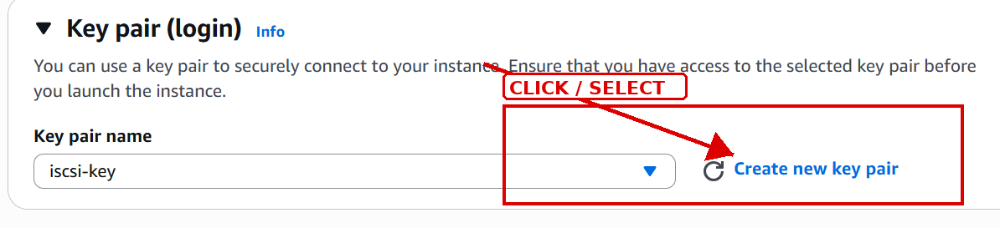 Key pair (login) Info
You can use a key pair to securely connect to your instance. Ensure that you have access to the selected key pair before
you launch the instance.
CLICK / SELECT
Key pair name
iscsi-key
Create new key pair